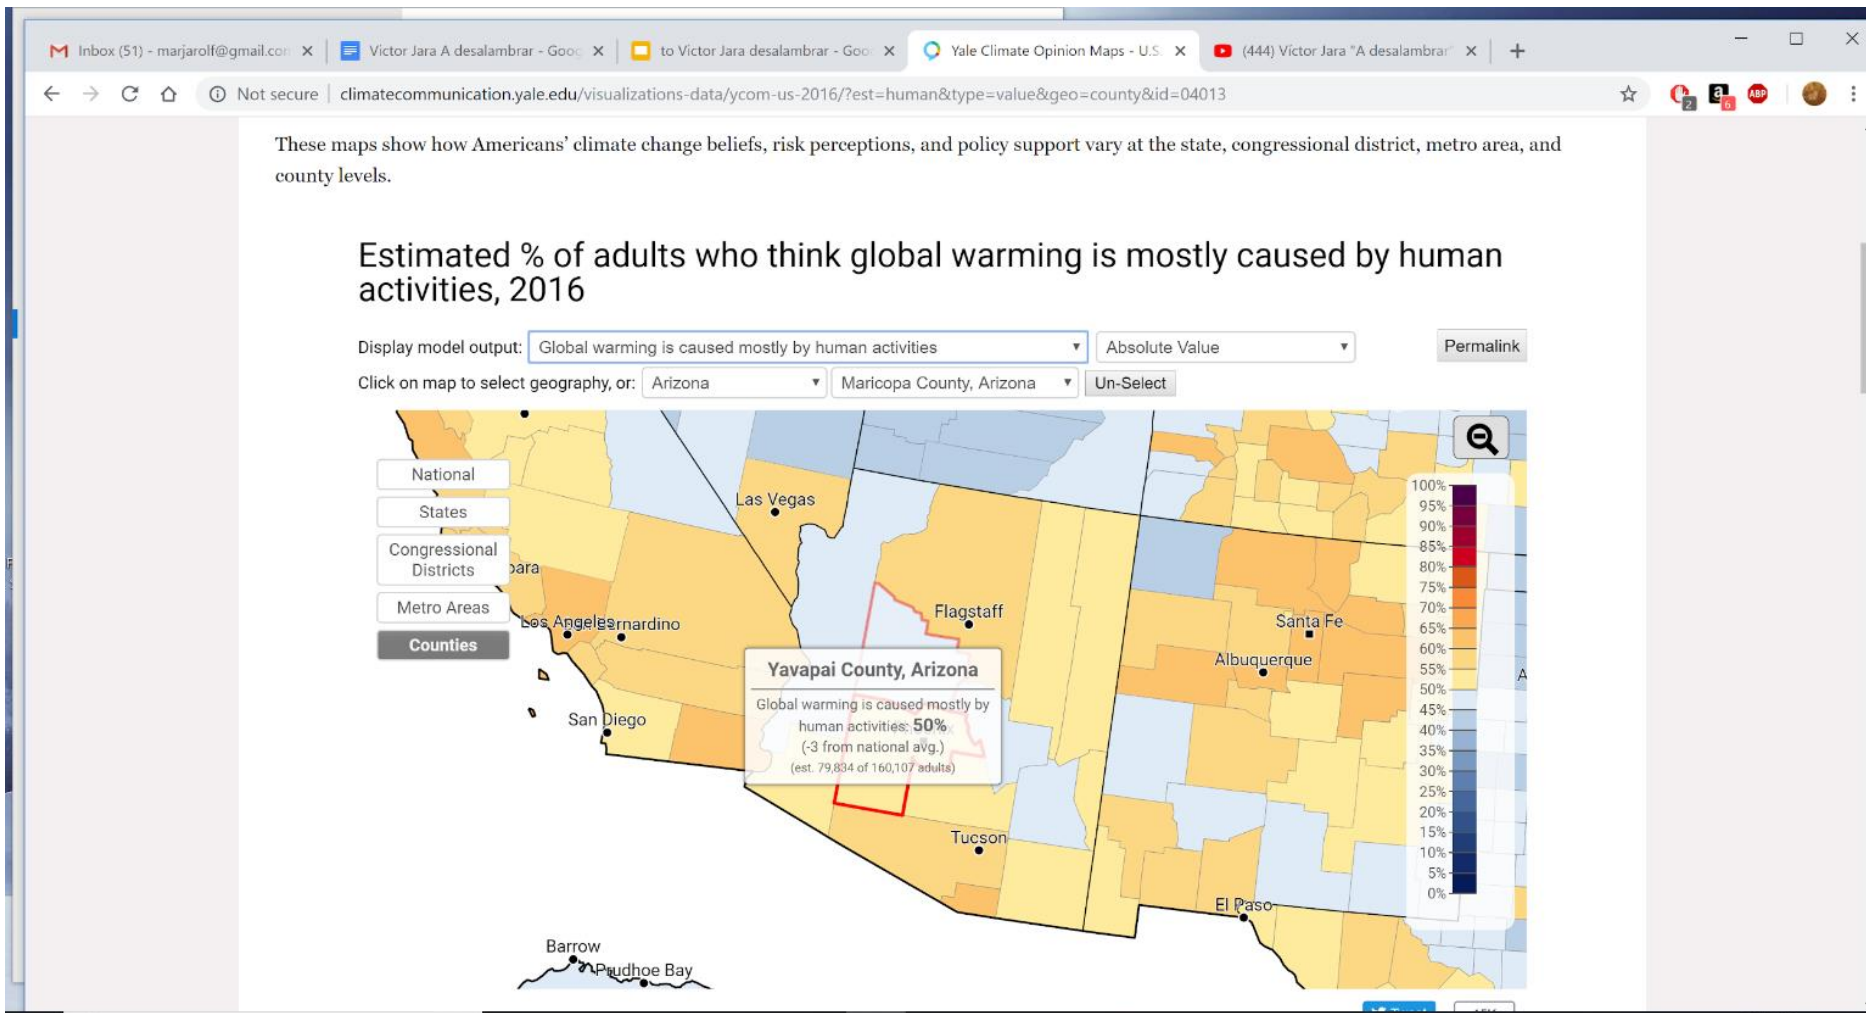 Inbox (51) - marjarolf@gmail.con
Victor Jara A desalambrar - Goog
to Victor Jara desalambrar - Goo
Yale Climate Opinion Maps - U.S.
(444) Víctor Jara "A desalambrar"
Not secure
climatecommunication.yale.edu/visualizations-data/ycom-us-2016/?est=human&type=value&geo=county&id=04013
2
a
6
ABP
These maps show how Americans' climate change beliefs, risk perceptions, and policy support vary at the state, congressional district, metro area, and
county levels.
Estimated % of adults who think global warming is mostly caused by human
activities, 2016
Display model output: Global warming is caused mostly by human activities
Absolute Value
Permalink
Click on map to select geography, or: Arizona
Maricopa County, Arizona
Un-Select
National
States
Congressional
Districts
Metro Areas
Counties
Las Vegas
bara
Los Angeles
ernardino
San Diego
Flagstaff
Yavapai County, Arizona
Global warming is caused mostly by
human activities: 50%
(-3 from national avg.)
(est. 79,834 of 160,107 adults)
Tucson
Santa Fe
Albuquerque
El Paso
A
Barrow
Prudhoe Bay
100%
95%
90%
85%
80%
75%
70%
65%
60%
55%
50%
45%
40%
35%
30%
25%
20%
15%
10%
5%
0%